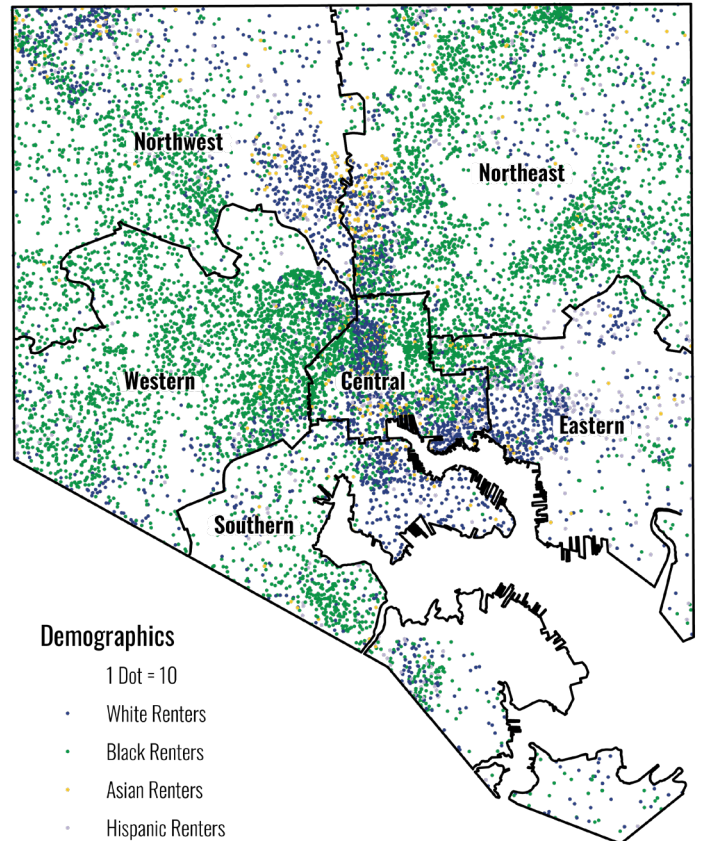 Northwest
Northeast
Western
Central
Eastern
Southern
Demographics
1 Dot = 10
White Renters
Black Renters
Asian Renters
Hispanic Renters